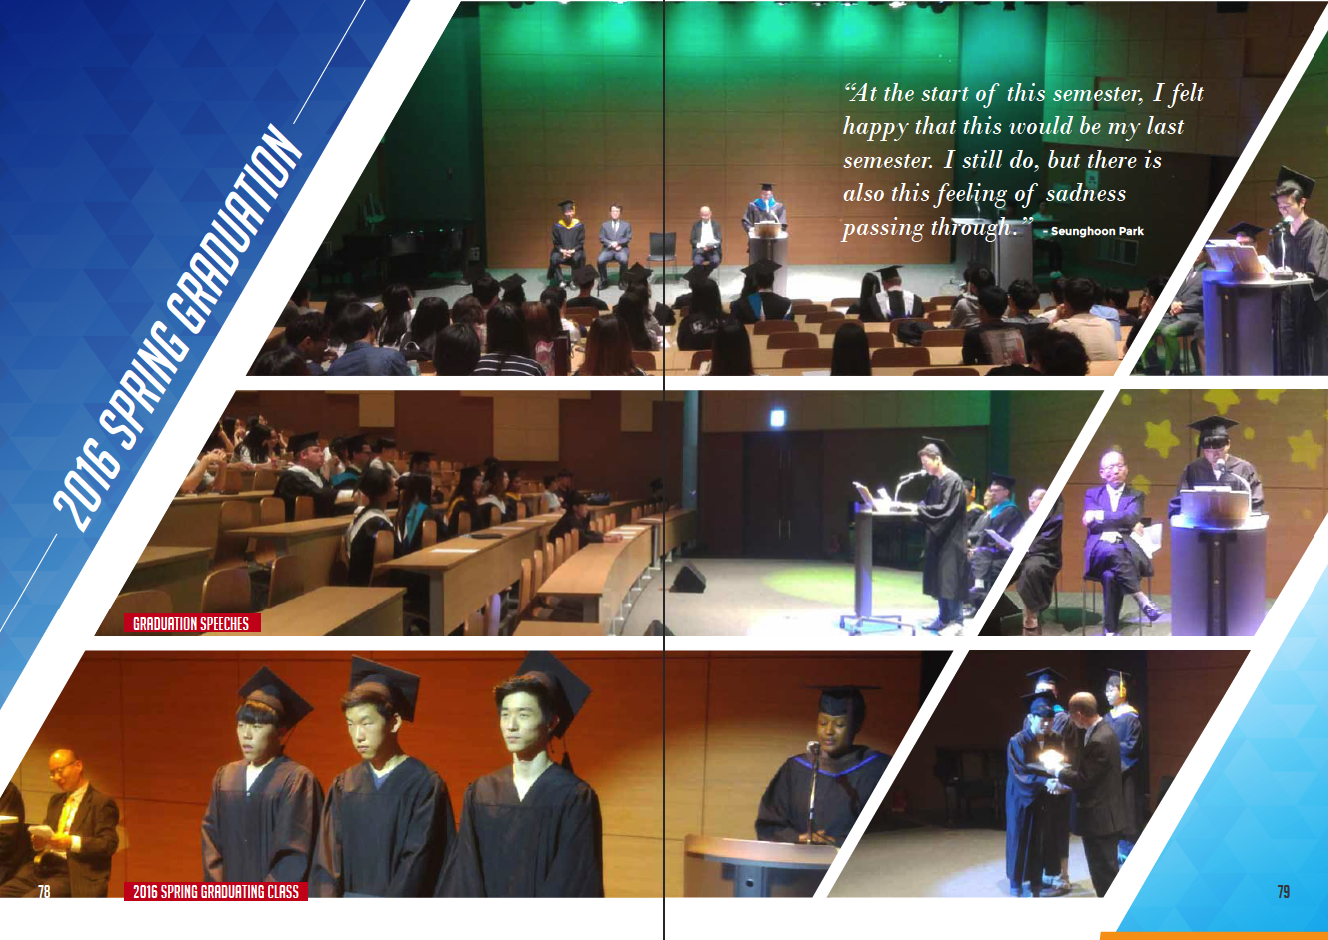 2016 SPRING GRADUATION
“At the start of this semester, I felt
happy that this would be my last
semester. I still do, but there is
also this feeling of sadness
passing through.” - Seunghoon Park
GRADUATION SPEECHES
2016 SPRING GRADUATING CLASS
78
79